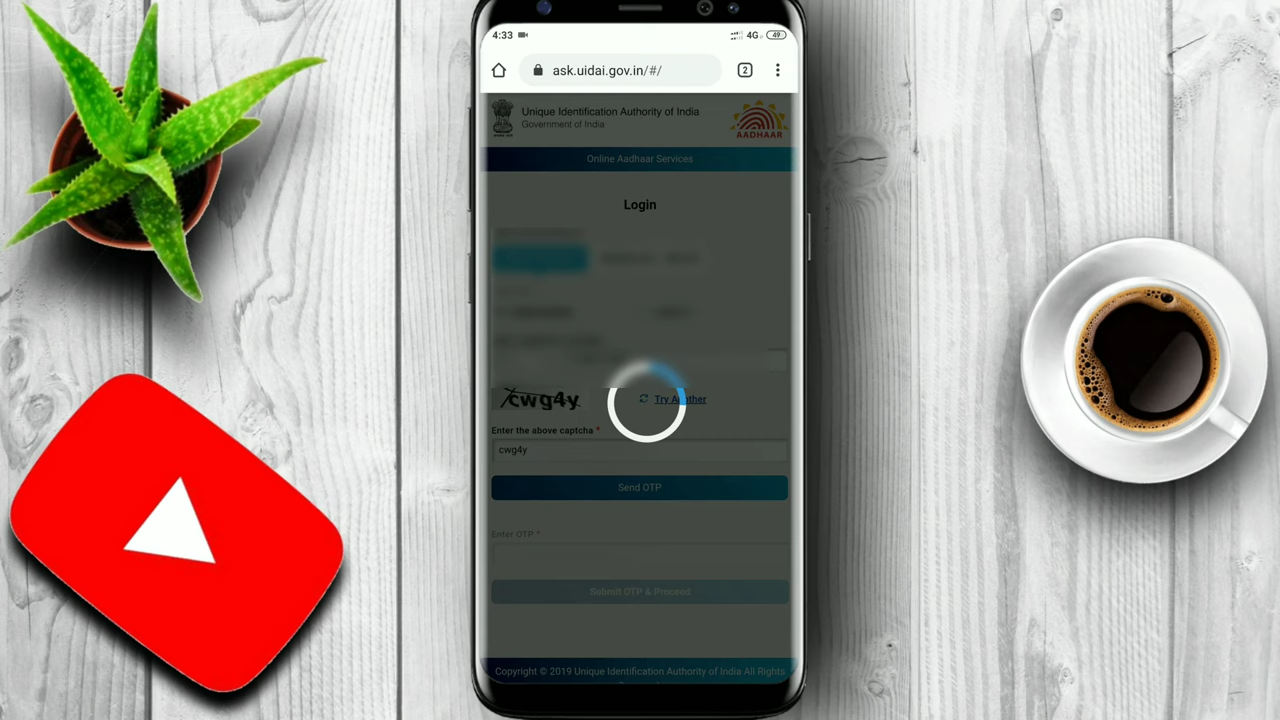 4:33
4G 49
ask.uidai.gov.in/#/
2
Unique Identification Authority of India
Government of India
AADHAAR
Online Aadhaar Services
Login
cwg4y
Try Another
Enter the above captcha *
cwg4y
Send OTP
Enter OTP *
Submit OTP & Proceed
Copyright © 2019 Unique Identification Authority of India All Rights